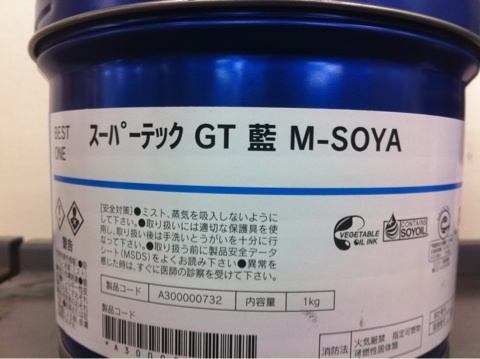 BEST
ONE
スーパーテック GT 藍 M-SOYA
[安全対策]●ミスト、蒸気を吸入しないように
して下さい。●取り扱いには適切な保護具を使
用し、取り扱い後は手洗いとうがいを十分に行
なって下さい。●取り扱う前に製品安全データ
シート(MSDS)をよくお読み下さい●異常を
感じた時は、すぐに医師の診察を受けて下さい。
警告
VEGETABLE
OIL INK
CONTAINS
SOYOIL
製品コード A300000732 内容量 1kg
製品コード
消防法 火気厳禁 指定可燃物
可燃性固体類